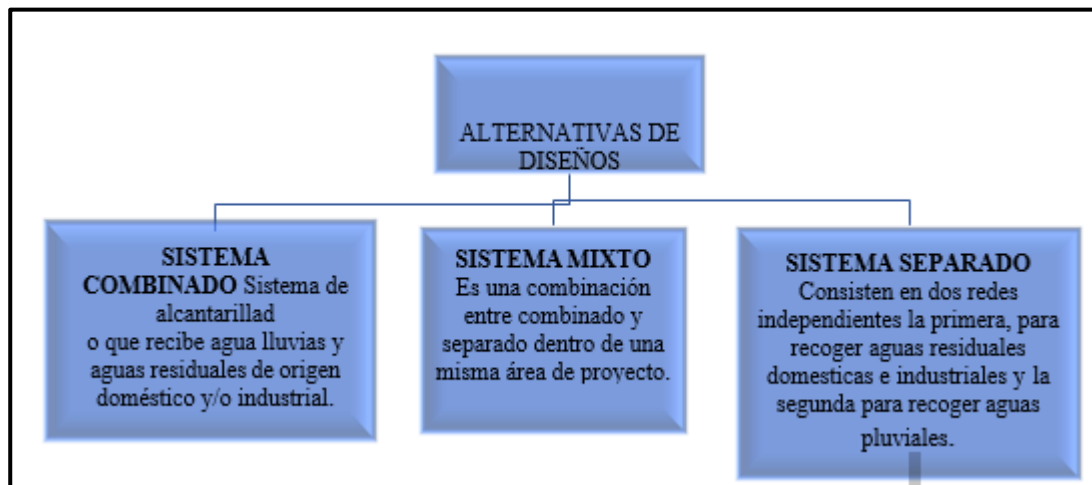 ALTERNATIVAS DE
DISEÑOS
SISTEMA
COMBINADO Sistema de
alcantarillad
o que recibe agua lluvias y
aguas residuales de origen
doméstico y/o industrial.
SISTEMA MIXTO
Es una combinación
entre combinado y
separado dentro de una
misma área de proyecto.
SISTEMA SEPARADO
Consisten en dos redes
independientes la primera, para
recoger aguas residuales
domesticas e industriales y la
segunda para recoger aguas
pluviales.